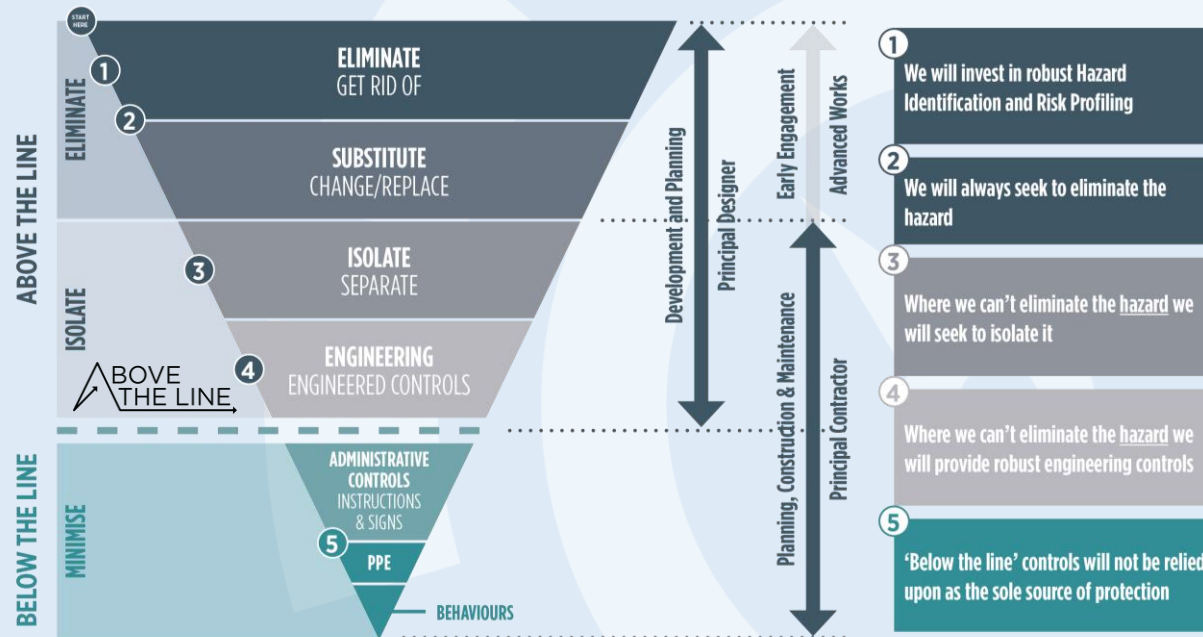 START
HERE
ABOVE THE LINE
ELIMINATE
1
2
ELIMINATE
GET RID OF
SUBSTITUTE
CHANGE/REPLACE
ISOLATE
3
4
ISOLATE
SEPARATE
ENGINEERING
ENGINEERED CONTROLS
ABOVE
THE LINE
BELOW THE LINE
MINIMISE
ADMINISTRATIVE
CONTROLS
INSTRUCTIONS
& SIGNS
5
PPE
BEHAVIOURS
Development and Planning
Principal Designer
Early Engagement
Advanced Works
Planning, Construction & Maintenance
Principal Contractor
1
We will invest in robust Hazard
Identification and Risk Profiling
2
We will always seek to eliminate the
hazard
3
Where we can't eliminate the hazard we
will seek to isolate it
4
Where we can't eliminate the hazard we
will provide robust engineering controls
5
'Below the line' controls will not be relied
upon as the sole source of protection